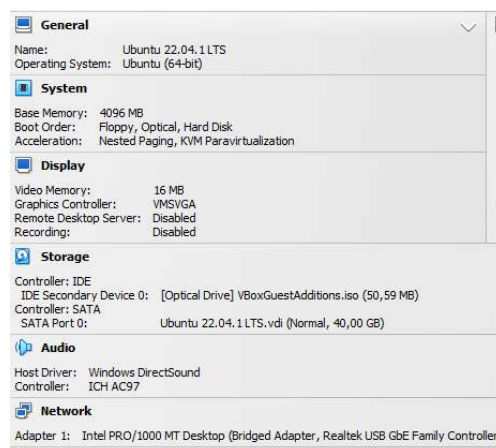 General
Name: Ubuntu 22.04.1 LTS
Operating System: Ubuntu (64-bit)
System
Base Memory: 4096 MB
Boot Order: Floppy, Optical, Hard Disk
Acceleration: Nested Paging, KVM Paravirtualization
Display
Video Memory: 16 MB
Graphics Controller: VMSVGA
Remote Desktop Server: Disabled
Recording: Disabled
Storage
Controller: IDE
IDE Secondary Device 0: [Optical Drive] VBoxGuestAdditions.iso (50,59 MB)
Controller: SATA
SATA Port 0: Ubuntu 22.04.1 LTS.vdi (Normal, 40,00 GB)
Audio
Host Driver: Windows DirectSound
Controller: ICH AC97
Network
Adapter 1: Intel PRO/1000 MT Desktop (Bridged Adapter, Realtek USB GbE Family Controller